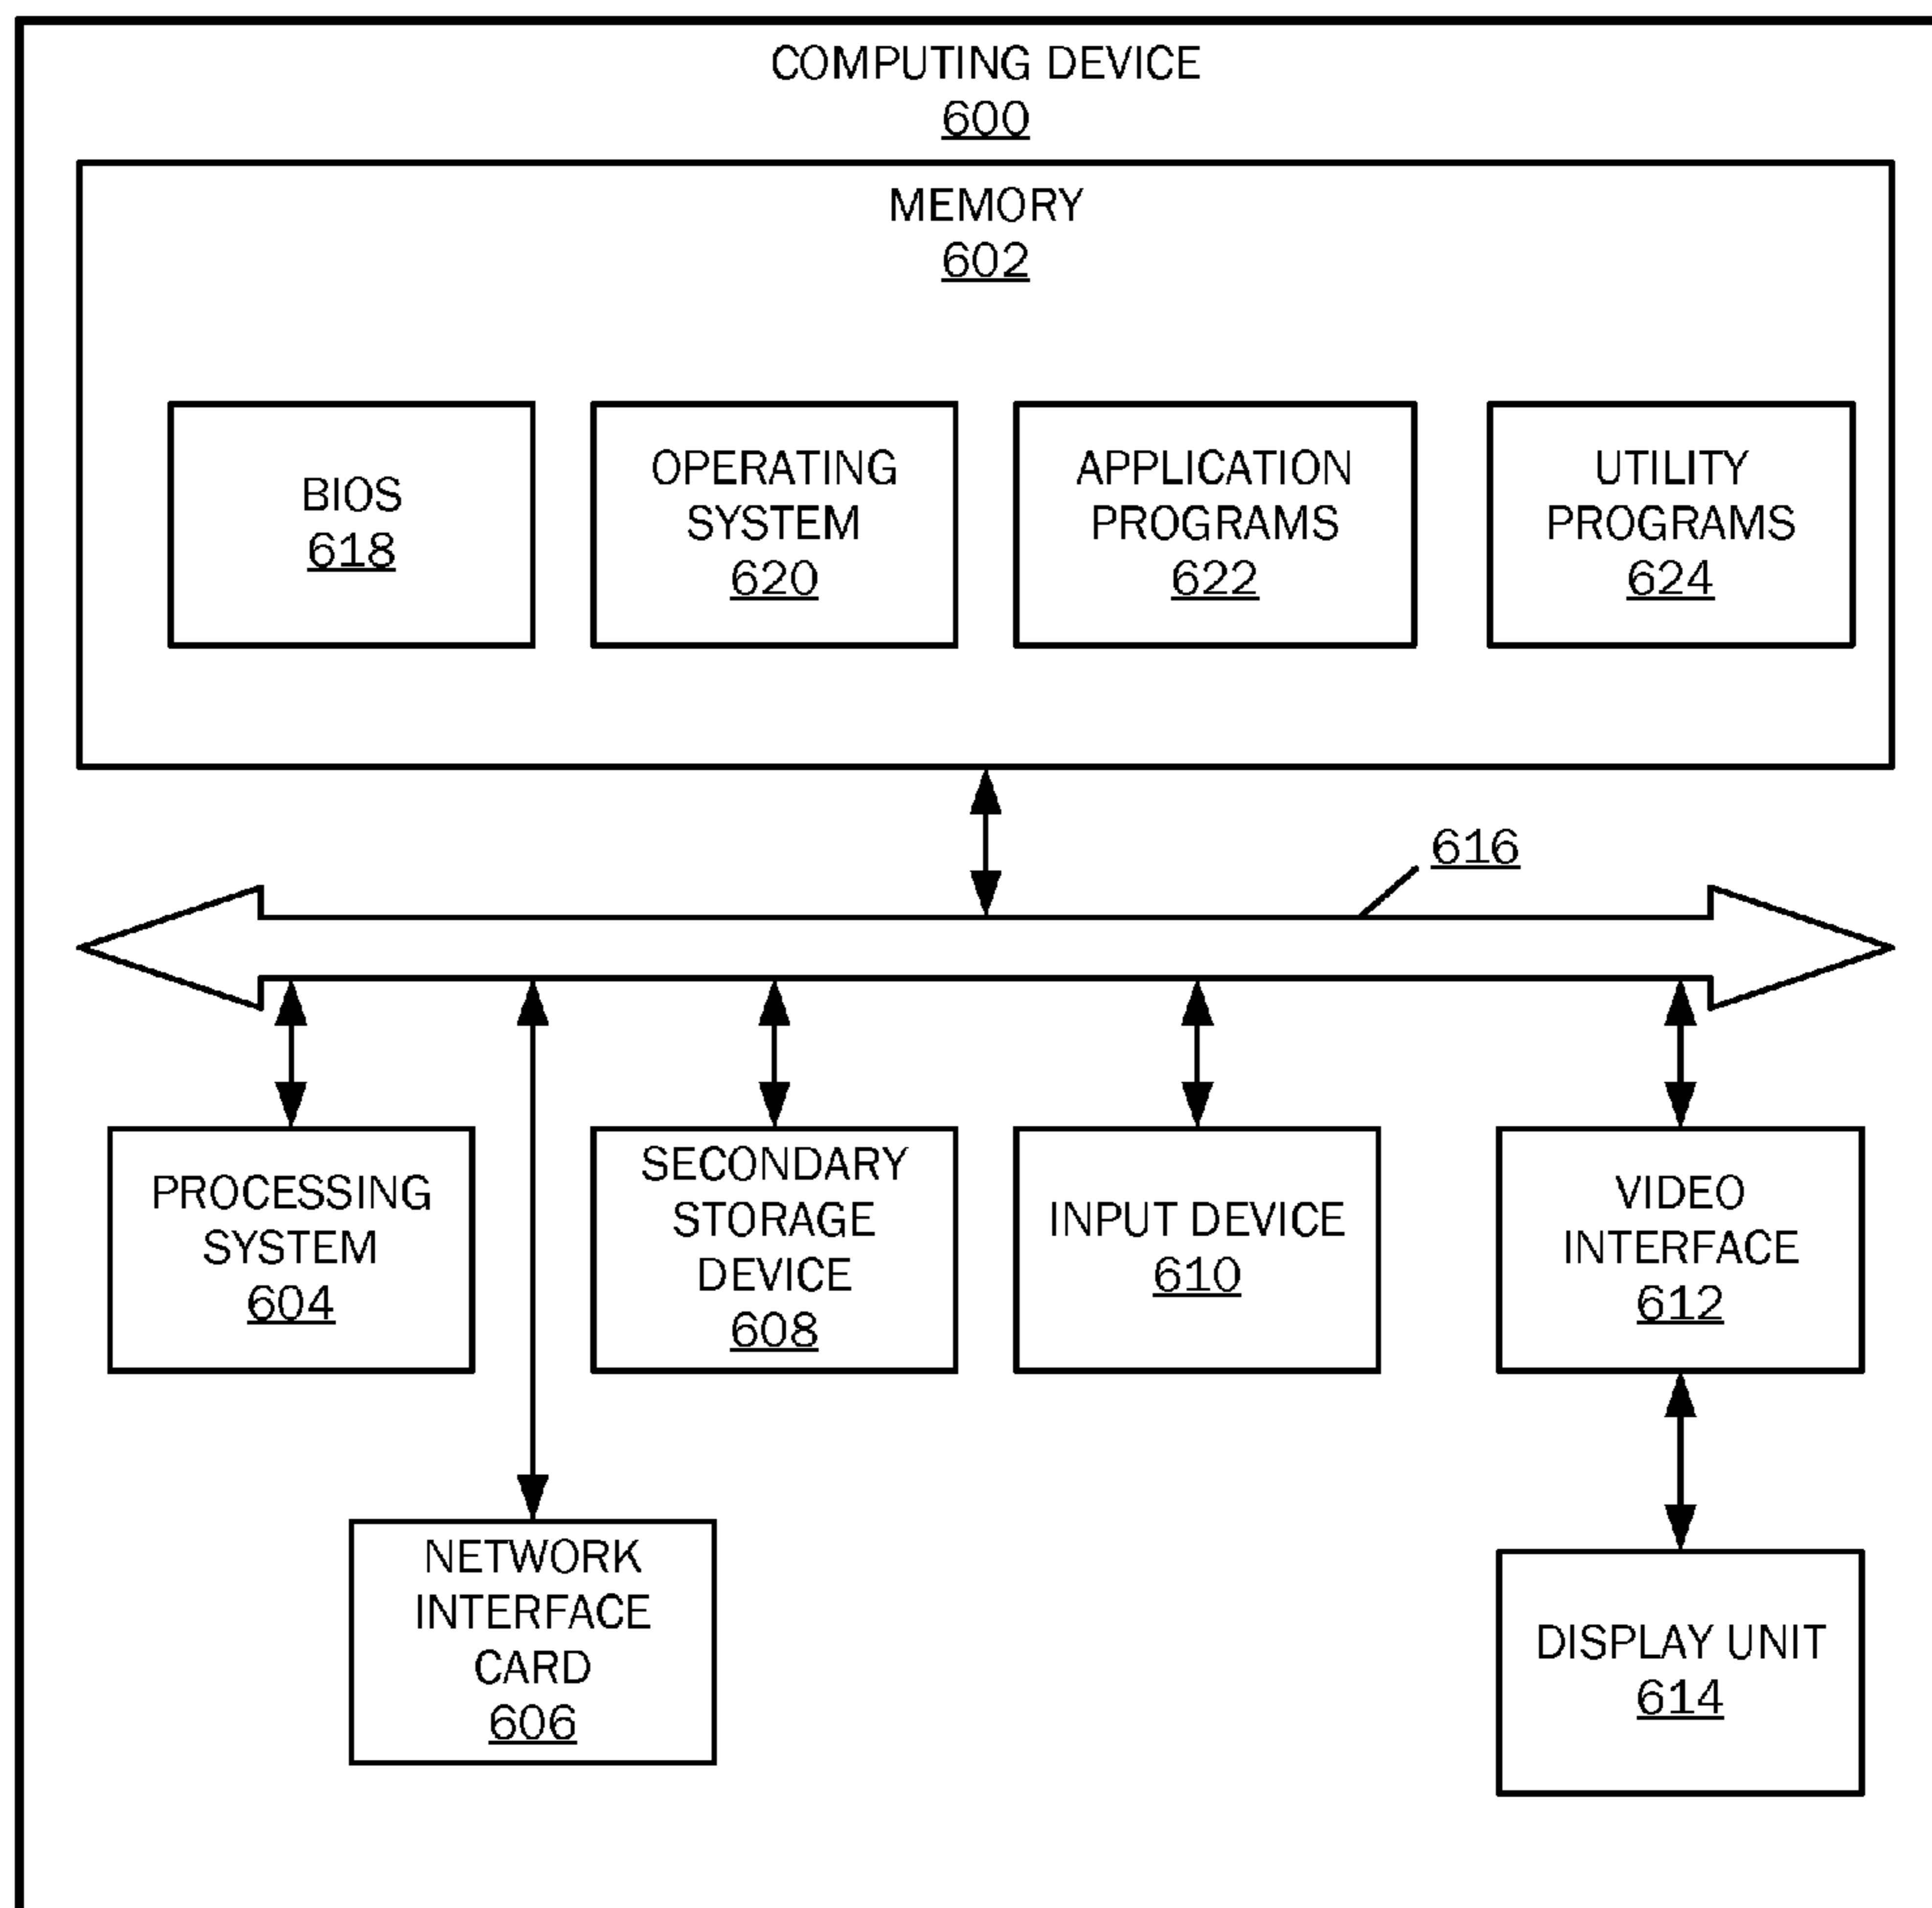 COMPUTING DEVICE
600
MEMORY
602
BIOS
618
OPERATING
SYSTEM
620
APPLICATION
PROGRAMS
622
UTILITY
PROGRAMS
624
616
PROCESSING
SYSTEM
604
SECONDARY
STORAGE
DEVICE
608
INPUT DEVICE
610
VIDEO
INTERFACE
612
NETWORK
INTERFACE
CARD
606
DISPLAY UNIT
614